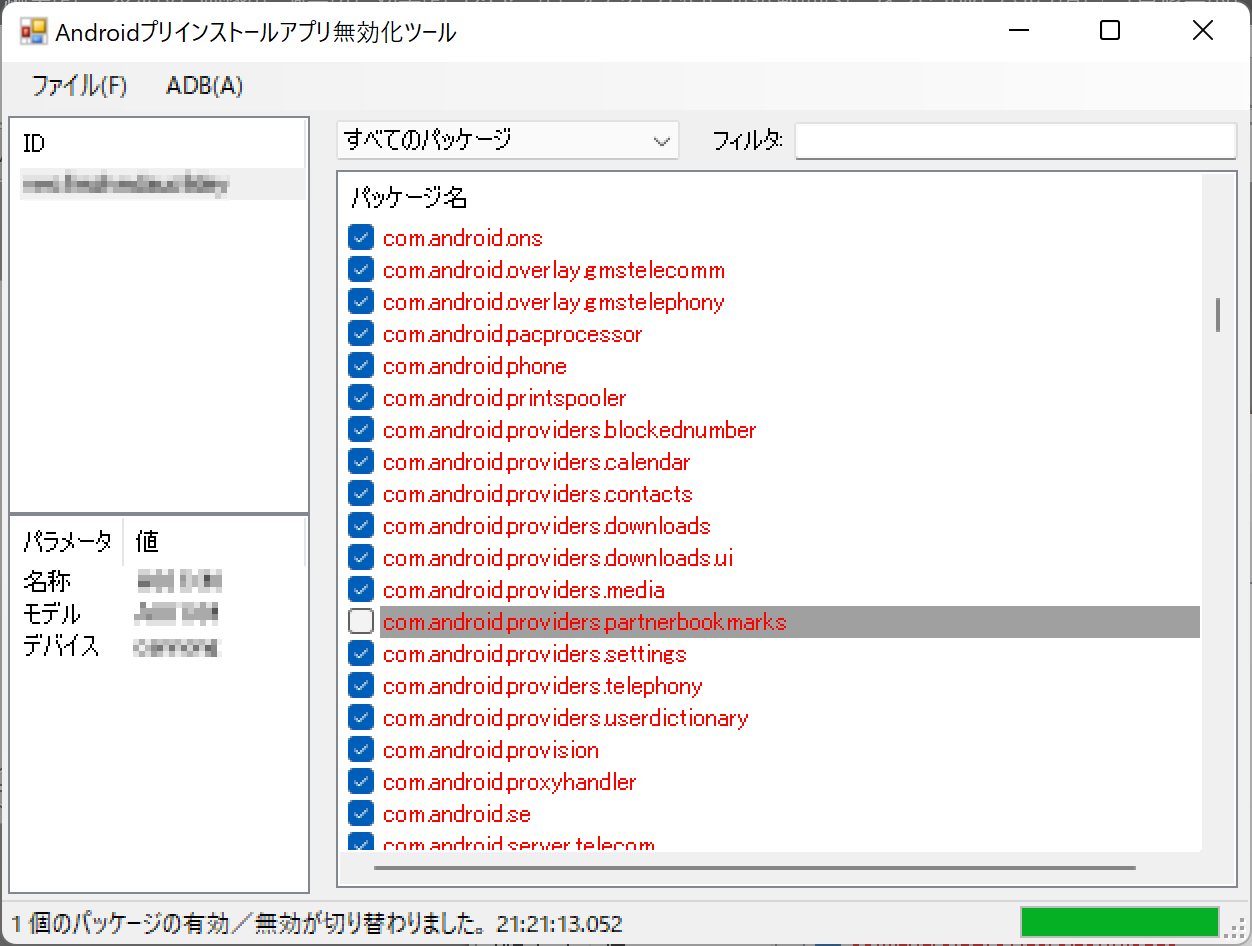 Androidプリインストールアプリ無効化ツール
ファイル(F) ADB(A)
ID
すべてのパッケージ フィルタ:
パッケージ名
com.android.ons
com.android.overlay.gmstelecomm
com.android.overlay.gmstelephony
com.android.pacprocessor
com.android.phone
com.android.printspooler
com.android.providers.blockednumber
com.android.providers.calendar
com.android.providers.contacts
com.android.providers.downloads
com.android.providers.downloads.ui
com.android.providers.media
com.android.providers.partnerbookmarks
com.android.providers.settings
com.android.providers.telephony
com.android.providers.userdictionary
com.android.provision
com.android.proxyhandler
com.android.se
com.android.server.telecom
パラメータ 値
名称
モデル
デバイス
1 個のパッケージの有効／無効が切り替わりました。 21:21:13.052